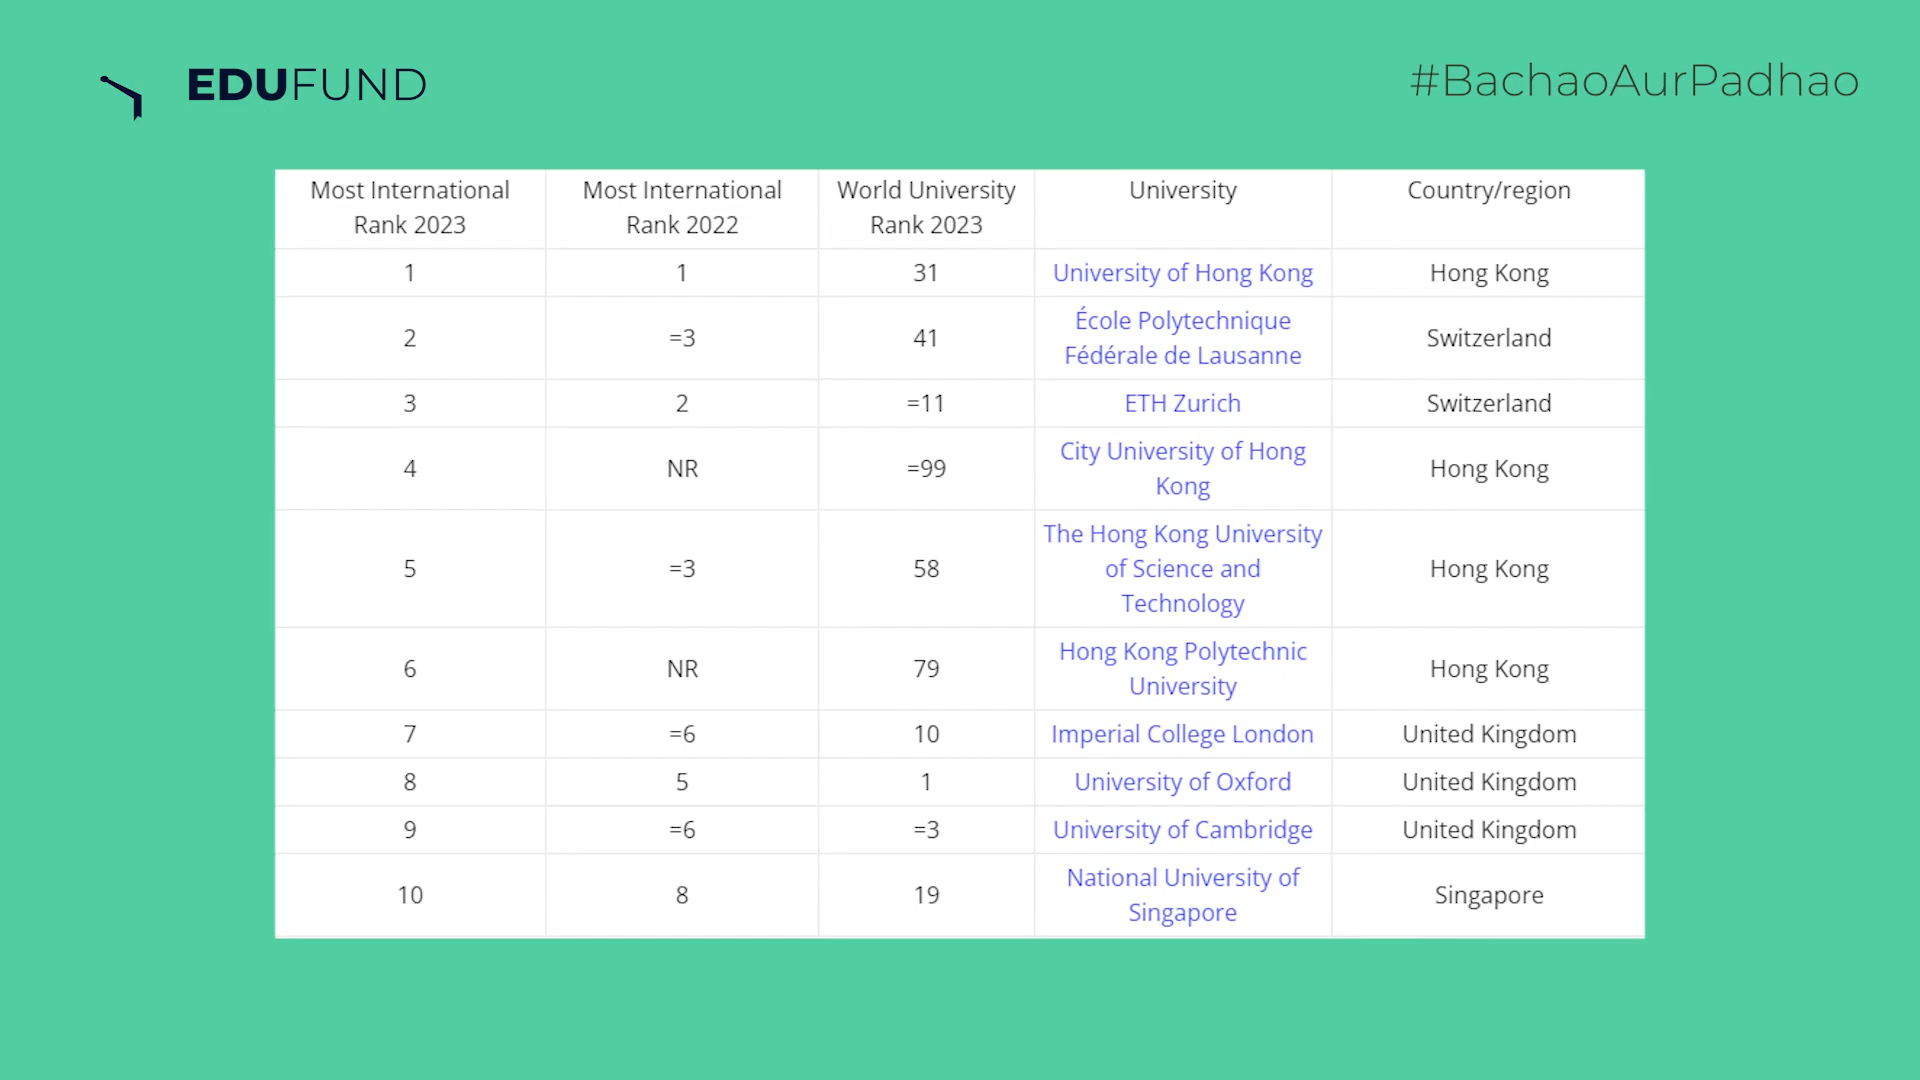 EDUFUND
#BachaoAurPadhao
Most International Rank 2023 Most International Rank 2022 World University Rank 2023 University Country/region
1 1 31 University of Hong Kong Hong Kong
2 =3 41 École Polytechnique Fédérale de Lausanne Switzerland
3 2 =11 ETH Zurich Switzerland
4 NR =99 City University of Hong Kong Hong Kong
5 =3 58 The Hong Kong University of Science and Technology Hong Kong
6 NR 79 Hong Kong Polytechnic University Hong Kong
7 =6 10 Imperial College London United Kingdom
8 5 1 University of Oxford United Kingdom
9 =6 =3 University of Cambridge United Kingdom
10 8 19 National University of Singapore Singapore